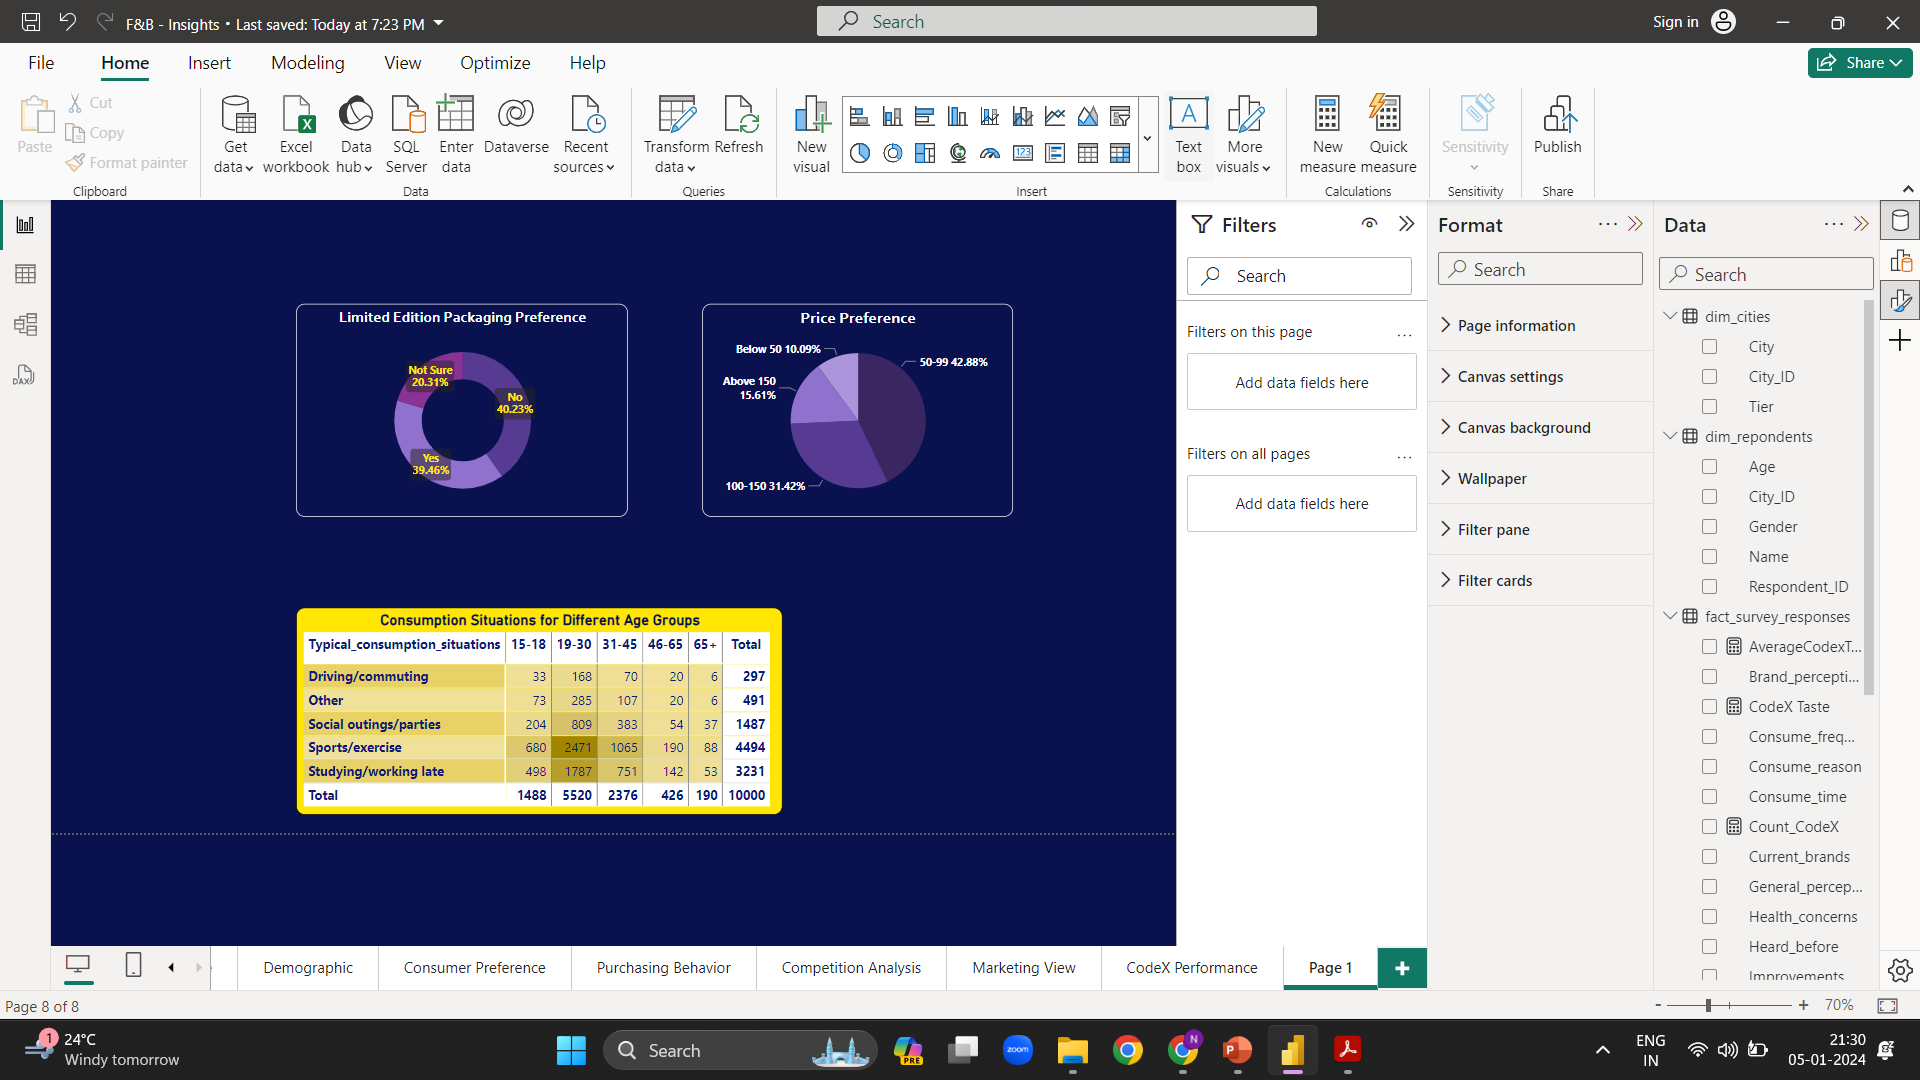 F&B - Insights • Last saved: Today at 7:23 PM
Search
Sign in
File Home Insert Modeling View Optimize Help
Share
Paste
Cut
Copy
Format painter
Clipboard
Get data
Excel workbook
Data hub
SQL Server
Enter data
Dataverse
Recent sources
Data
Transform data
Refresh
Queries
New visual
123
A
Text box
More visuals
Insert
New measure
Quick measure
Calculations
Sensitivity
Sensitivity
Publish
Share
DAX
Limited Edition Packaging Preference
Not Sure
20.31%
No
40.23%
Yes
39.46%
Price Preference
Below 50 10.09%
50-99 42.88%
Above 150
15.61%
100-150 31.42%
Consumption Situations for Different Age Groups
Typical_consumption_situations 15-18 19-30 31-45 46-65 65+ Total
Driving/commuting 33 168 70 20 6 297
Other 73 285 107 20 6 491
Social outings/parties 204 809 383 54 37 1487
Sports/exercise 680 2471 1065 190 88 4494
Studying/working late 498 1787 751 142 53 3231
Total 1488 5520 2376 426 190 10000
Filters
Search
Filters on this page ...
Add data fields here
Filters on all pages ...
Add data fields here
Format ...
Search
Page information
Canvas settings
Canvas background
Wallpaper
Filter pane
Filter cards
Data ...
Search
dim_cities
City
City_ID
Tier
dim_repondents
Age
City_ID
Gender
Name
Respondent_ID
fact_survey_responses
AverageCodexT...
Brand_percepti...
CodeX Taste
Consume_freq...
Consume_reason
Consume_time
Count_CodeX
Current_brands
General_percep...
Health_concerns
Heard_before
Improvements
Demographic Consumer Preference Purchasing Behavior Competition Analysis Marketing View CodeX Performance Page 1 +
Page 8 of 8
- + 70%
1
24°C
Windy tomorrow
Search
PRE
zoom
N
P
ENG
IN
21:30
05-01-2024